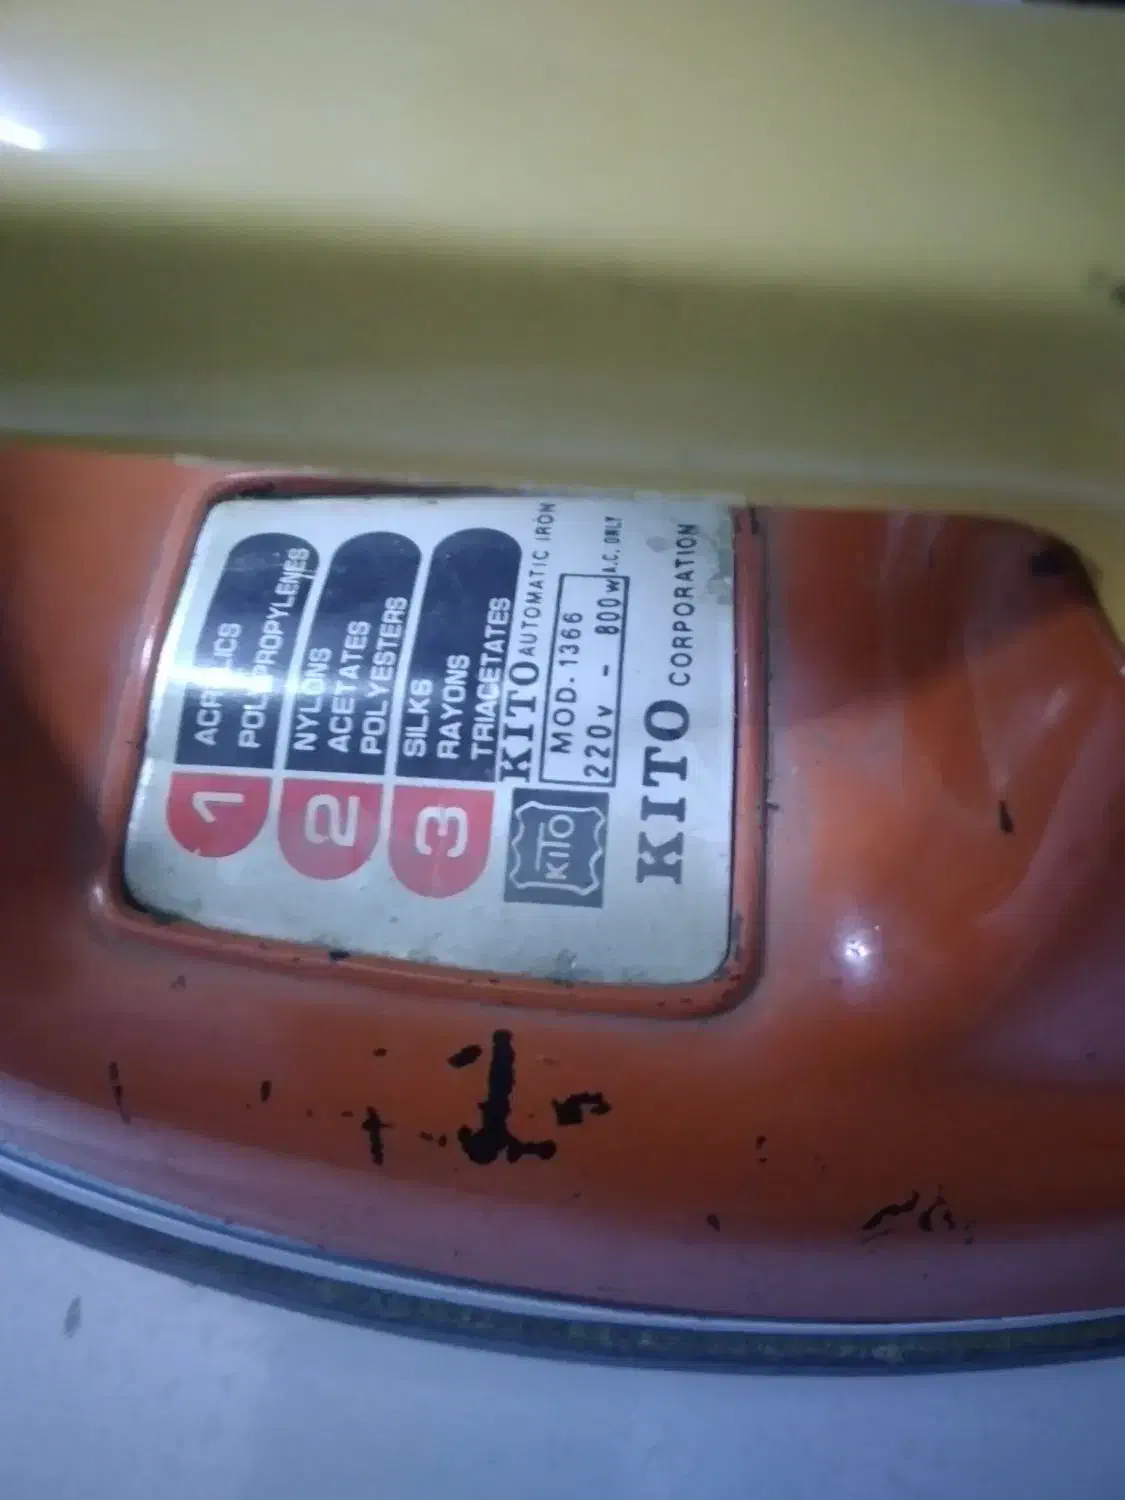 1
ACRYLICS
POLYPROPYLENES
2
NYLONS
ACETATES
POLYESTERS
3
SILKS
RAYONS
TRIACETATES
KITO AUTOMATIC IRON
KITO
MOD-1366
220v - 800w A.C. ONLY
KITO CORPORATION